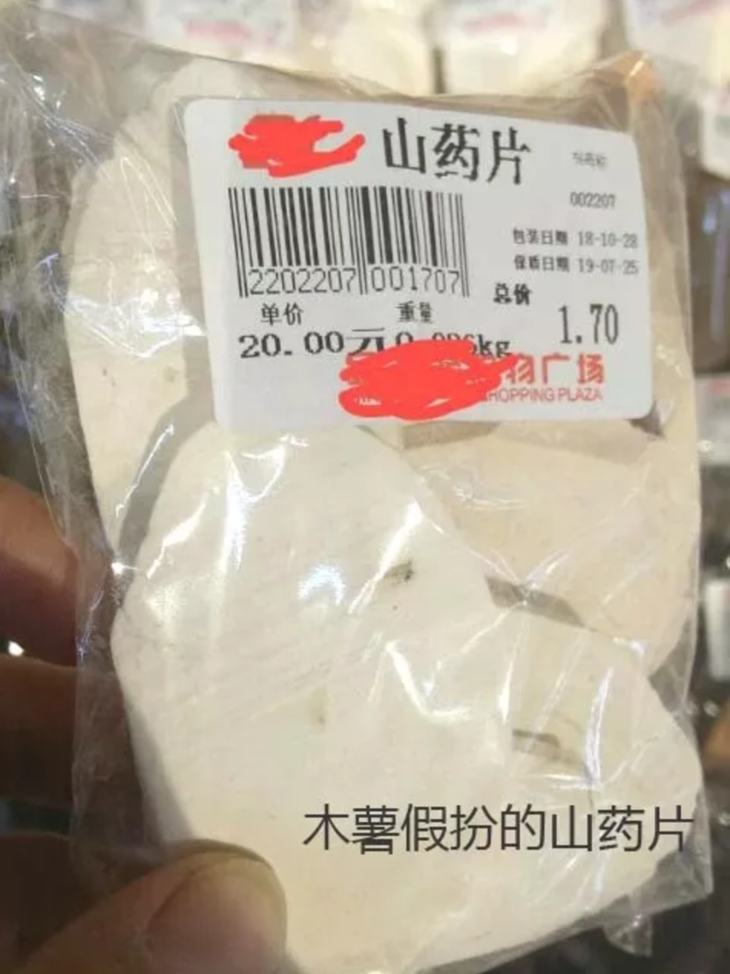 山药片
002207
包装日期 18-10-28
保质日期 19-07-25
2202207 001707
总价
单价 重量
1.70
20.00元 kg
物广场
SHOPPING PLAZA
木薯假扮的山药片